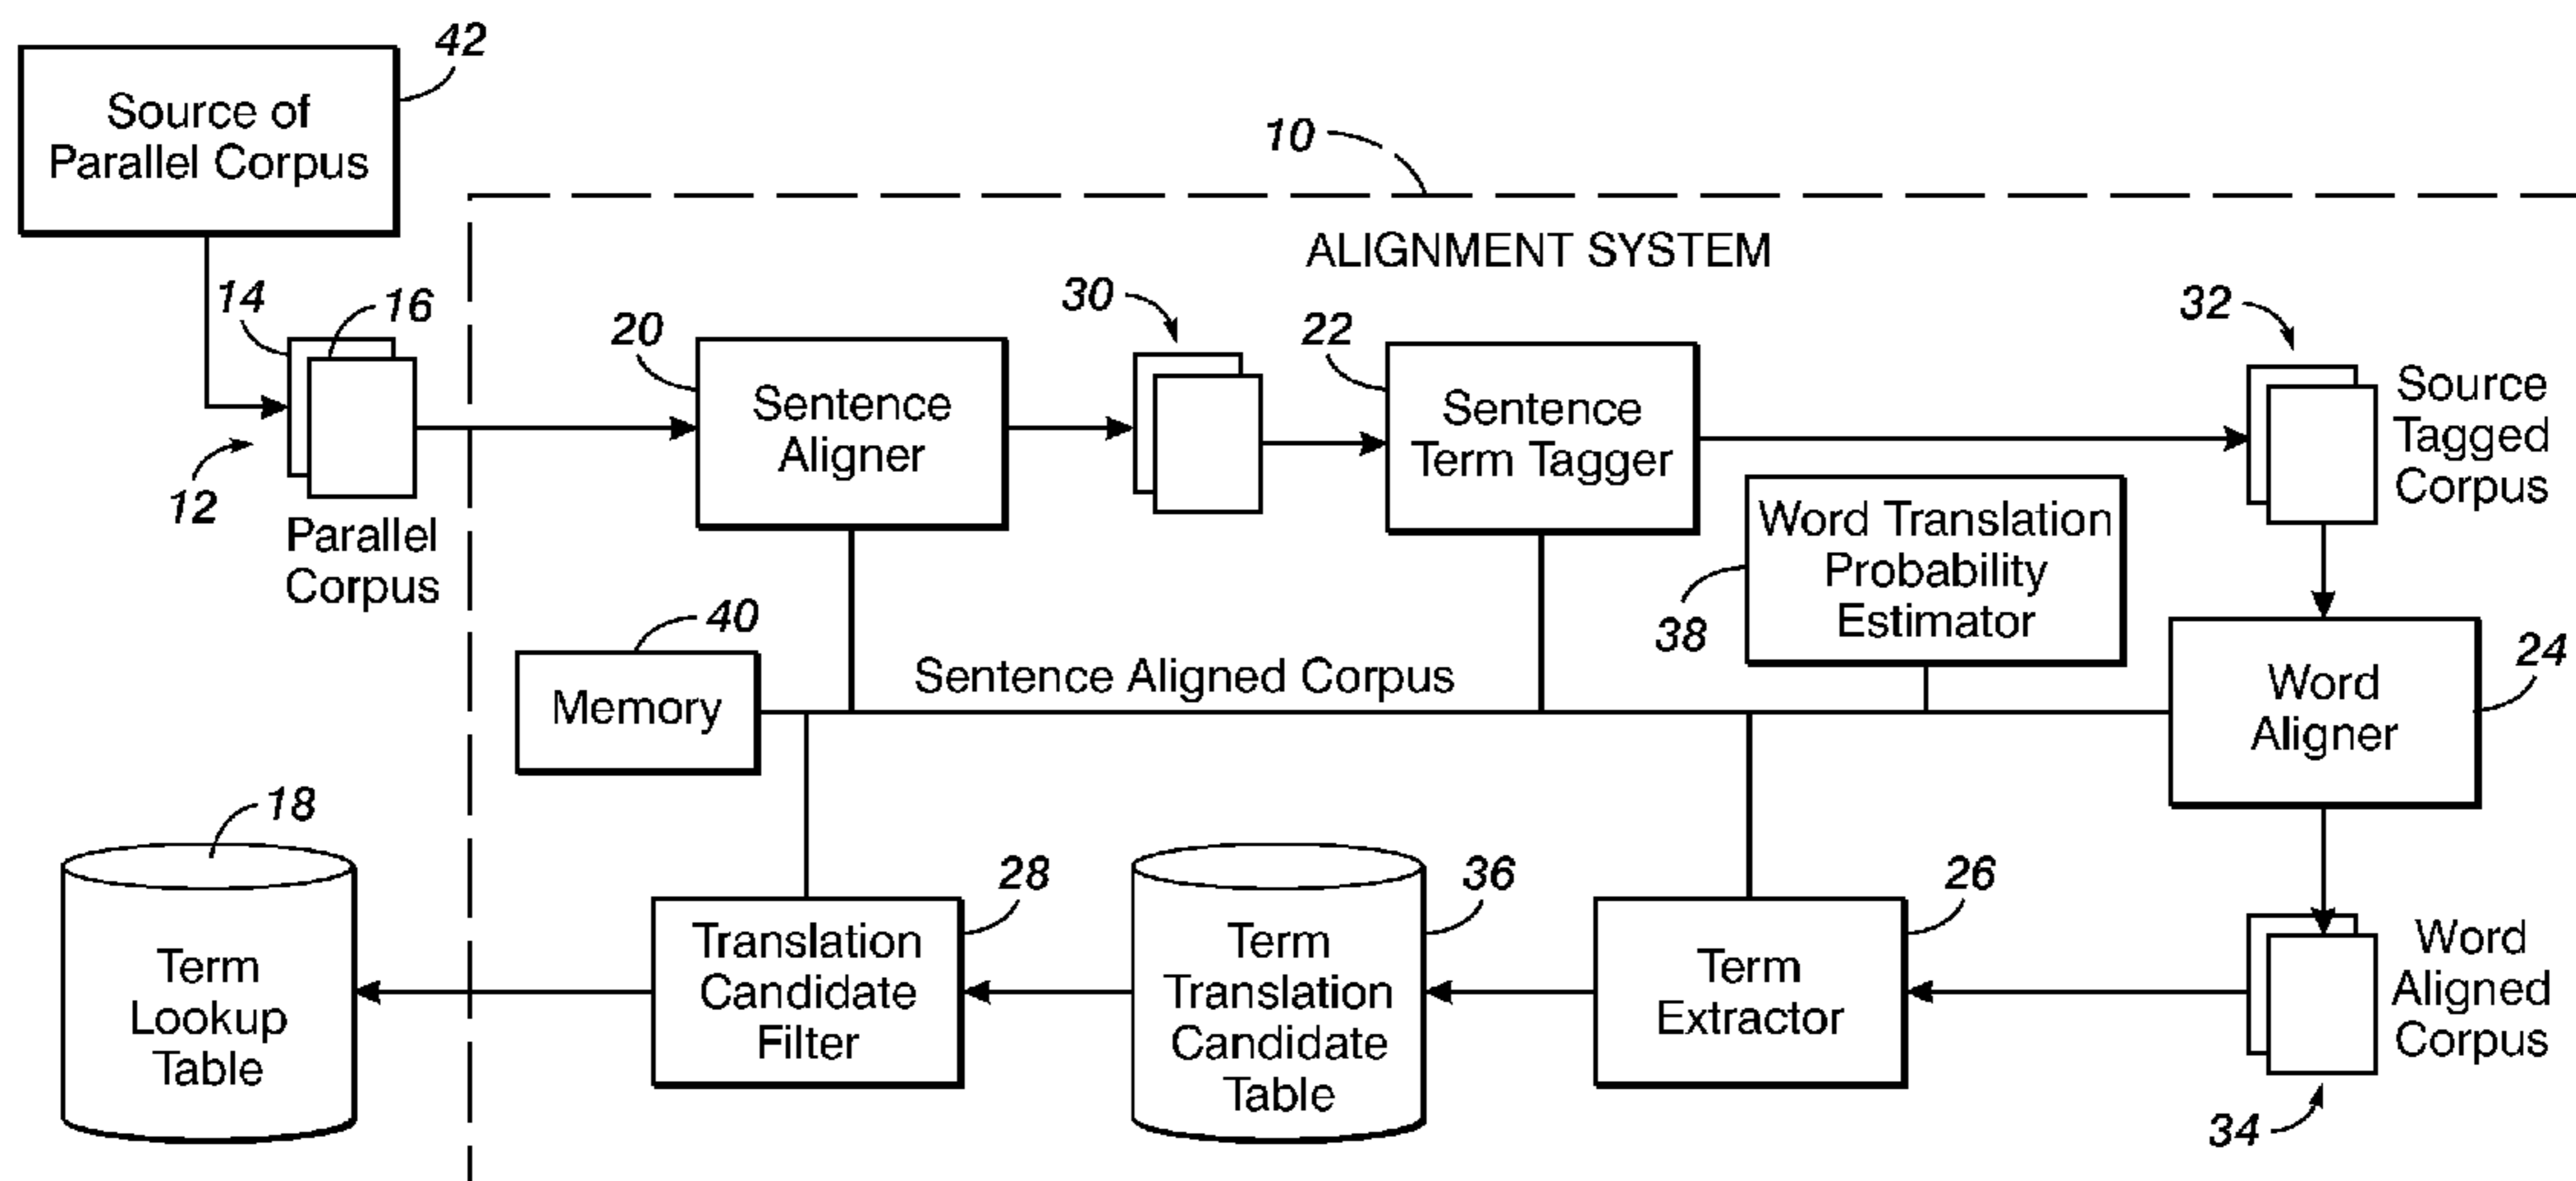 42
Source of
Parallel Corpus
10
ALIGNMENT SYSTEM
14
16
20
30
22
32
Sentence
Aligner
Sentence
Term Tagger
Source
Tagged
Corpus
12
Parallel
Corpus
Word Translation
Probability
Estimator
38
40
Memory
Sentence Aligned Corpus
Word
Aligner
24
18
Term
Lookup
Table
28
Translation
Candidate
Filter
36
Term
Translation
Candidate
Table
26
Term
Extractor
Word
Aligned
Corpus
34